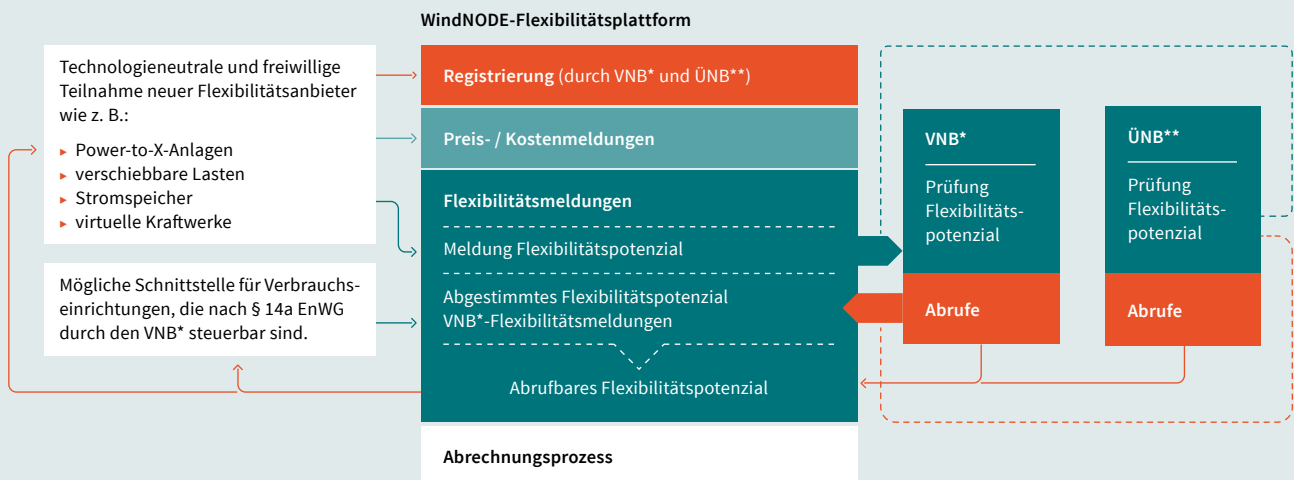 WindNODE-Flexibilitätsplattform
Technologieneutrale und freiwillige
Teilnahme neuer Flexibilitätsanbieter
wie z. B.:
▸ Power-to-X-Anlagen
▸ verschiebbare Lasten
▸ Stromspeicher
▸ virtuelle Kraftwerke
Mögliche Schnittstelle für Verbrauchs-
einrichtungen, die nach § 14a EnWG
durch den VNB* steuerbar sind.
Registrierung (durch VNB* und ÜNB**)
Preis- / Kostenmeldungen
Flexibilitätsmeldungen
Meldung Flexibilitätspotenzial
Abgestimmtes Flexibilitätspotenzial
VNB*-Flexibilitätsmeldungen
Abrufbares Flexibilitätspotenzial
Abrechnungsprozess
VNB*
Prüfung
Flexibilitäts-
potenzial
Abrufe
ÜNB**
Prüfung
Flexibilitäts-
potenzial
Abrufe